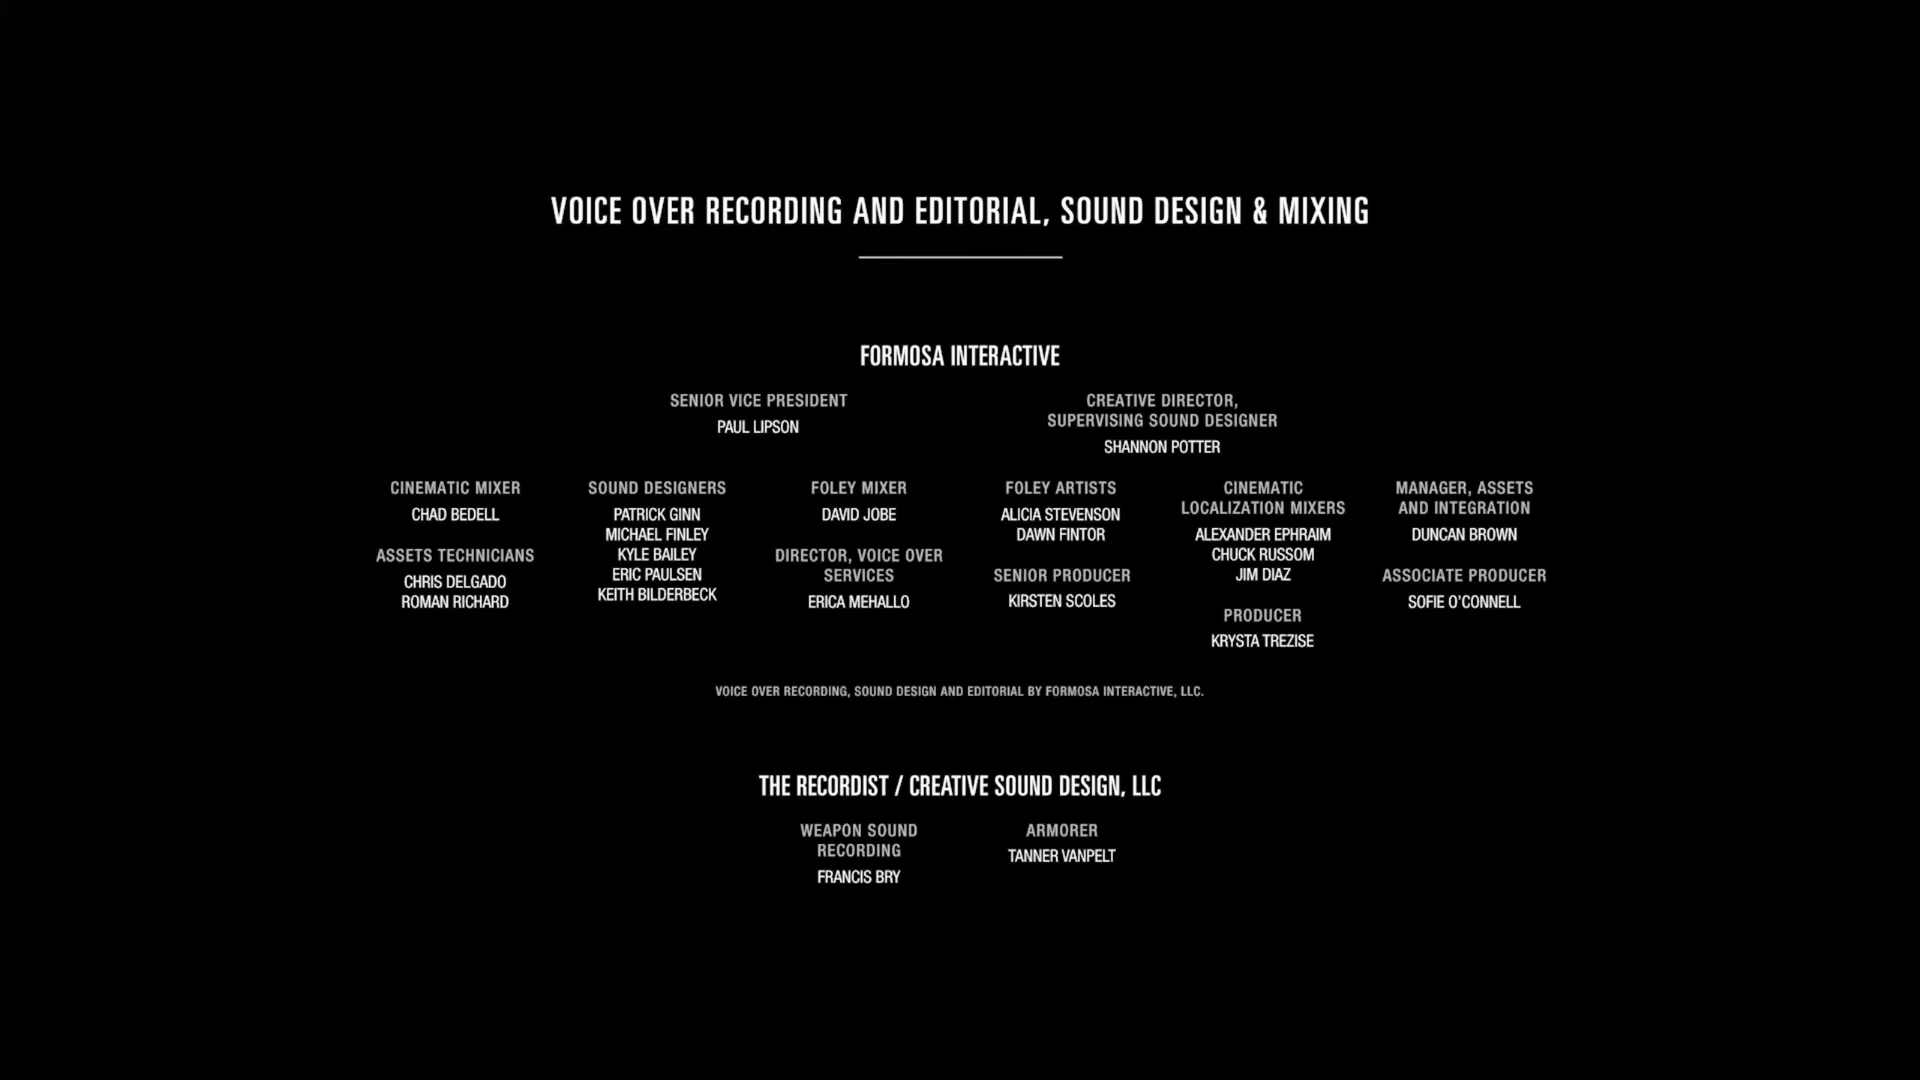 VOICE OVER RECORDING AND EDITORIAL, SOUND DESIGN & MIXING
FORMOSA INTERACTIVE
SENIOR VICE PRESIDENT
PAUL LIPSON
CREATIVE DIRECTOR,
SUPERVISING SOUND DESIGNER
SHANNON POTTER
CINEMATIC MIXER
CHAD BEDELL
ASSETS TECHNICIANS
CHRIS DELGADO
ROMAN RICHARD
SOUND DESIGNERS
PATRICK GINN
MICHAEL FINLEY
KYLE BAILEY
ERIC PAULSEN
KEITH BILDERBECK
FOLEY MIXER
DAVID JOBE
DIRECTOR, VOICE OVER
SERVICES
ERICA MEHALLO
FOLEY ARTISTS
ALICIA STEVENSON
DAWN FINTOR
SENIOR PRODUCER
KIRSTEN SCOLES
CINEMATIC
LOCALIZATION MIXERS
ALEXANDER EPHRAIM
CHUCK RUSSOM
JIM DIAZ
PRODUCER
KRYSTA TREZISE
MANAGER, ASSETS
AND INTEGRATION
DUNCAN BROWN
ASSOCIATE PRODUCER
SOFIE O'CONNELL
VOICE OVER RECORDING, SOUND DESIGN AND EDITORIAL BY FORMOSA INTERACTIVE, LLC.
THE RECORDIST / CREATIVE SOUND DESIGN, LLC
WEAPON SOUND
RECORDING
FRANCIS BRY
ARMORER
TANNER VANPELT